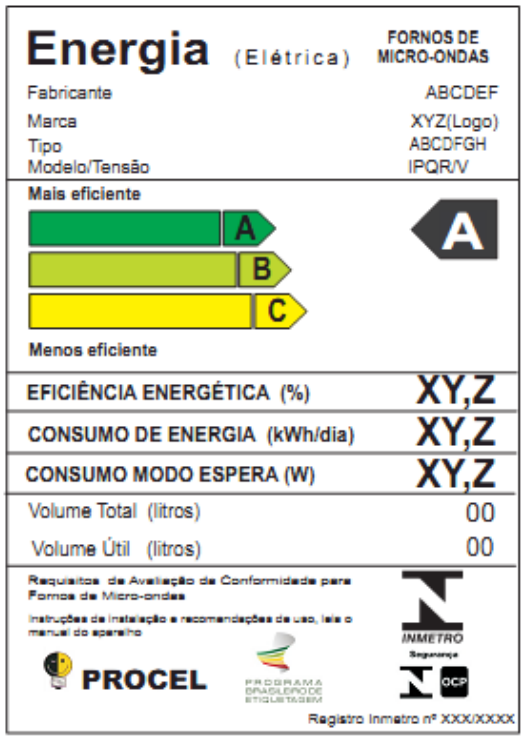 Energia (Elétrica) FORNOS DE MICRO-ONDAS
Fabricante ABCDEF
Marca XYZ(Logo)
Tipo ABCDFGH
Modelo/Tensão IPQR/V
Mais eficiente
A A
B
C
Menos eficiente
EFICIÊNCIA ENERGÉTICA (%) XY,Z
CONSUMO DE ENERGIA (kWh/dia) XY,Z
CONSUMO MODO ESPERA (W) XY,Z
Volume Total (litros) 00
Volume Útil (litros) 00
Requisitos de Avaliação da Conformidade para
Fornos de Micro-ondas
Instruções de instalação e recomendações de uso, leia o
manual do aparelho
INMETRO
Segurança
PROCEL
PROGRAMA
BRASILEIRO DE
ETIQUETAGEM
OCP
Registro Inmetro nº XXX/XXXX